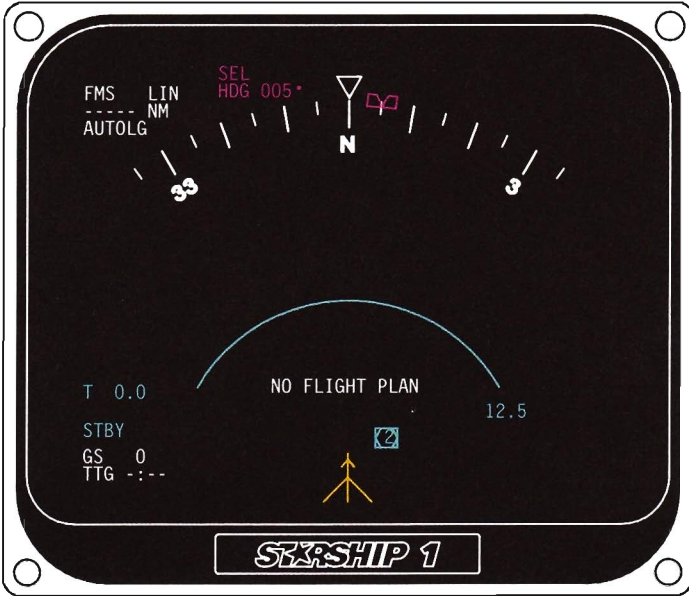 SEL
HDG 005°
FMS LIN
----- NM
AUTOLG
N
33
3
NO FLIGHT PLAN
T 0.0
12.5
STBY
2
GS 0
TTG -:--
STARSHIP 1